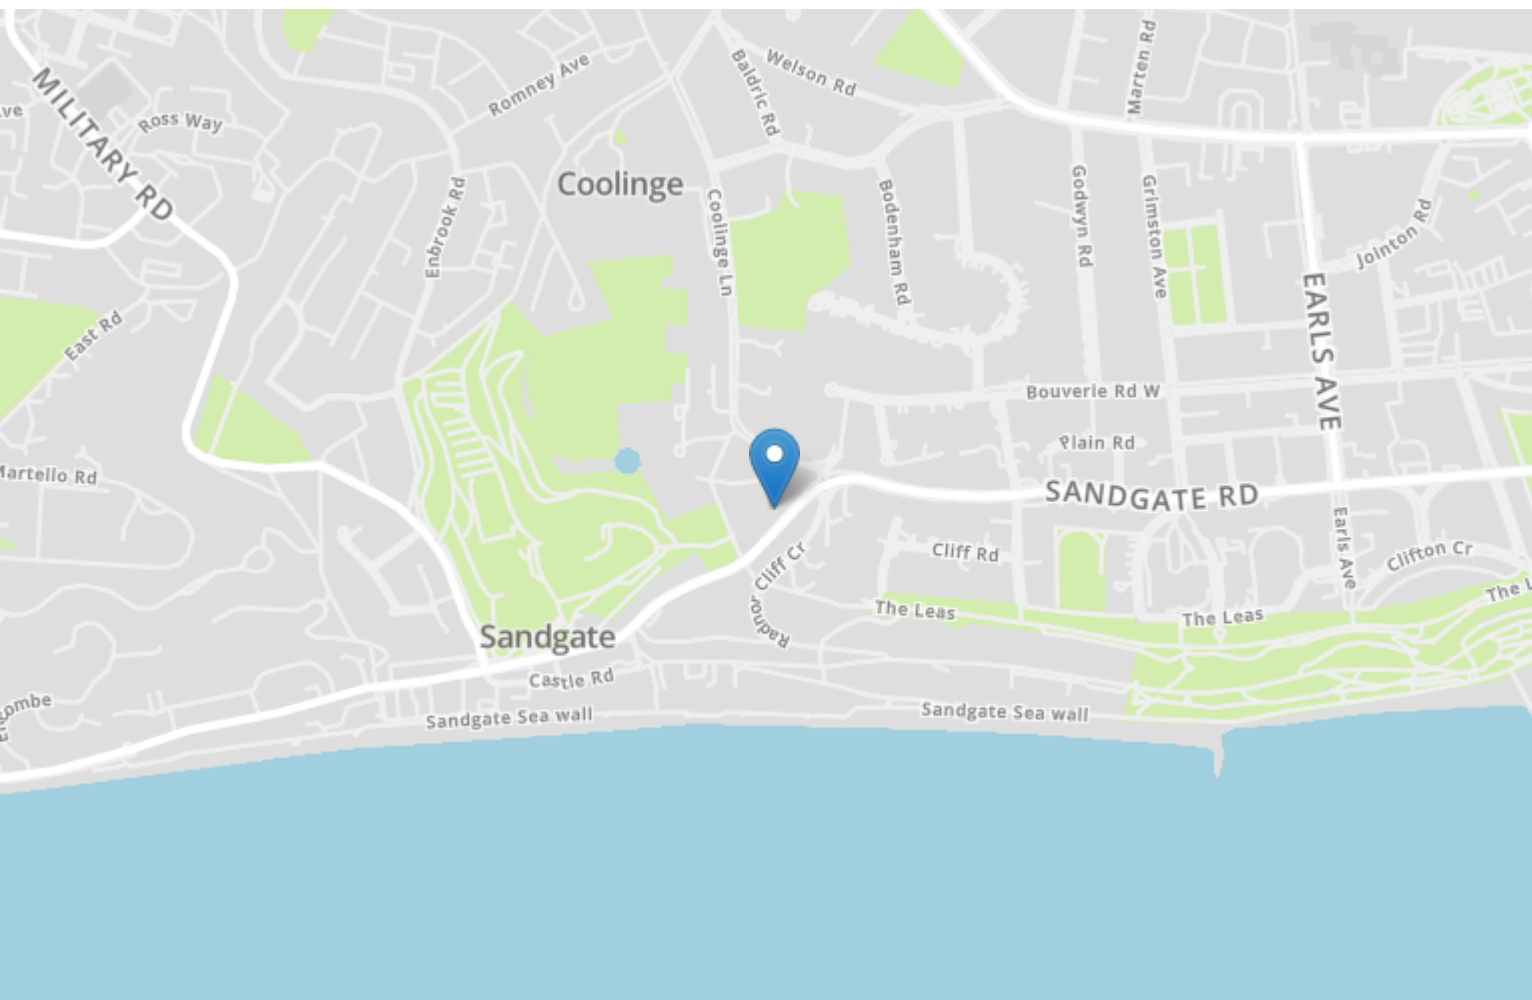 Marten Rd
Welson Rd
Baldric Rd
Romney Ave
MILITARY RD
Ross Way
Ave
Coolinge
Enbrook Rd
Coolinge Ln
Bodenham Rd
Godwyn Rd
Grimston Ave
Jointon Rd
EARLS AVE
East Rd
Bouverie Rd W
Plain Rd
Martello Rd
SANDGATE RD
Earls Ave
Cliff Rd
Clifton Cr
Radnor Cliff Cr
The Leas
The Leas
The L
Sandgate
Castle Rd
Sandgate Sea wall
Sandgate Sea wall